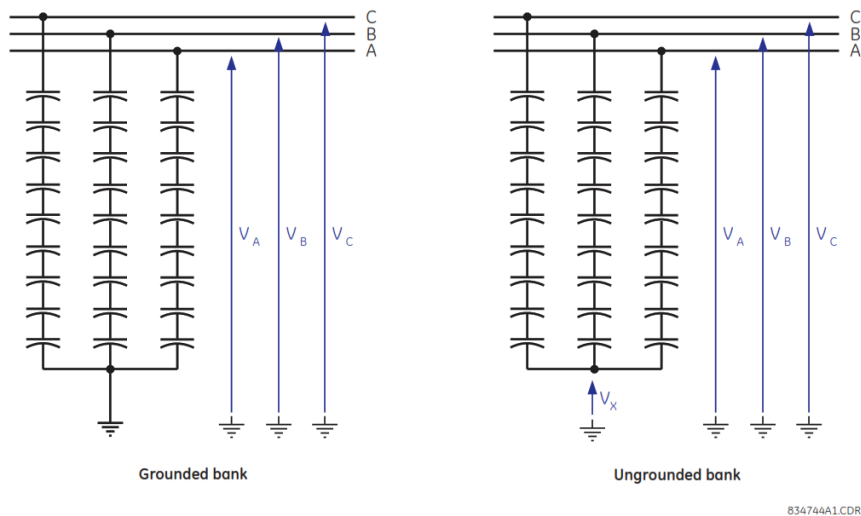 C
B
A
V A
V B
V C
Grounded bank
C
B
A
V A
V B
V C
V X
Ungrounded bank
834744A1.CDR